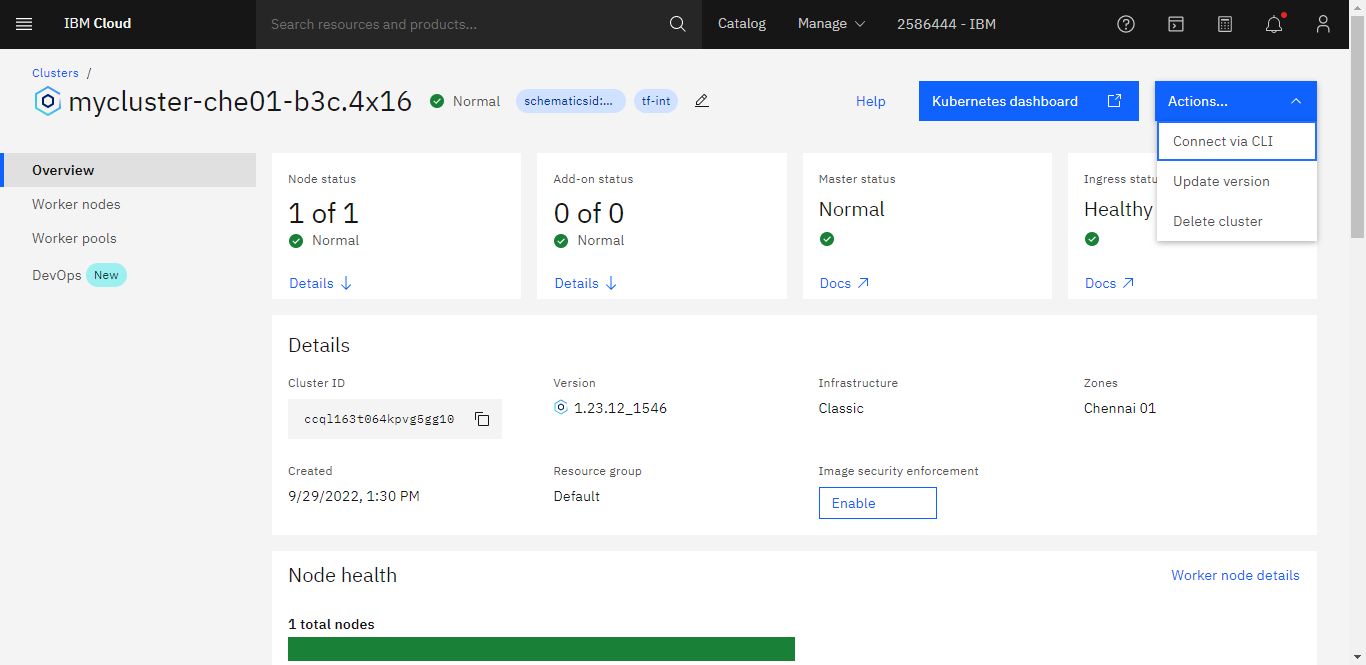 IBM Cloud
Search resources and products...
Catalog
Manage
2586444 - IBM
Clusters /
mycluster-che01-b3c.4x16
Normal
schematicsid:...
tf-int
Help
Kubernetes dashboard
Actions...
Connect via CLI
Update version
Delete cluster
Overview
Worker nodes
Worker pools
DevOps New
Node status
1 of 1
Normal
Details
Add-on status
0 of 0
Normal
Details
Master status
Normal
Docs
Ingress statu
Healthy
Docs
Details
Cluster ID
ccql163t064kpvg5gg10
Version
1.23.12_1546
Infrastructure
Classic
Zones
Chennai 01
Created
9/29/2022, 1:30 PM
Resource group
Default
Image security enforcement
Enable
Node health
Worker node details
1 total nodes